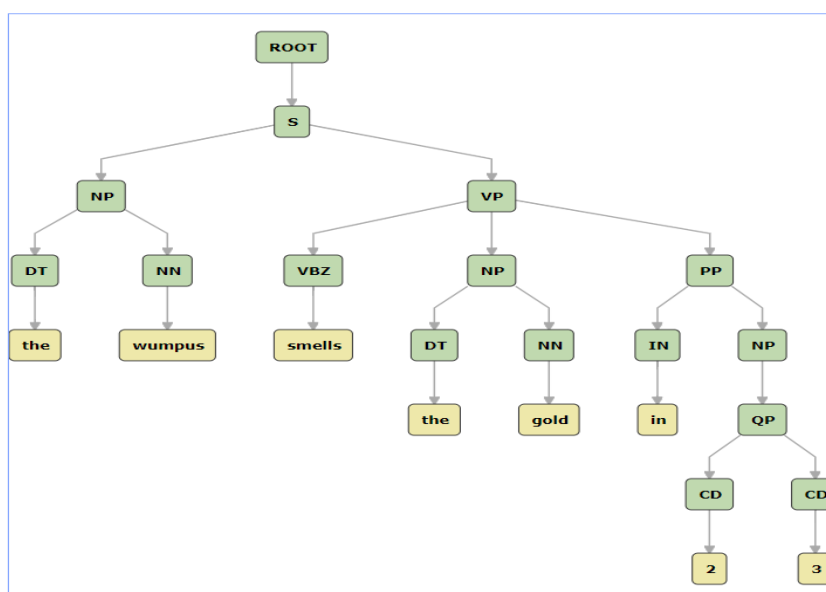 ROOT
S
NP VP
DT NN VBZ NP PP
the wumpus smells DT NN IN NP
the gold in QP
CD CD
2 3